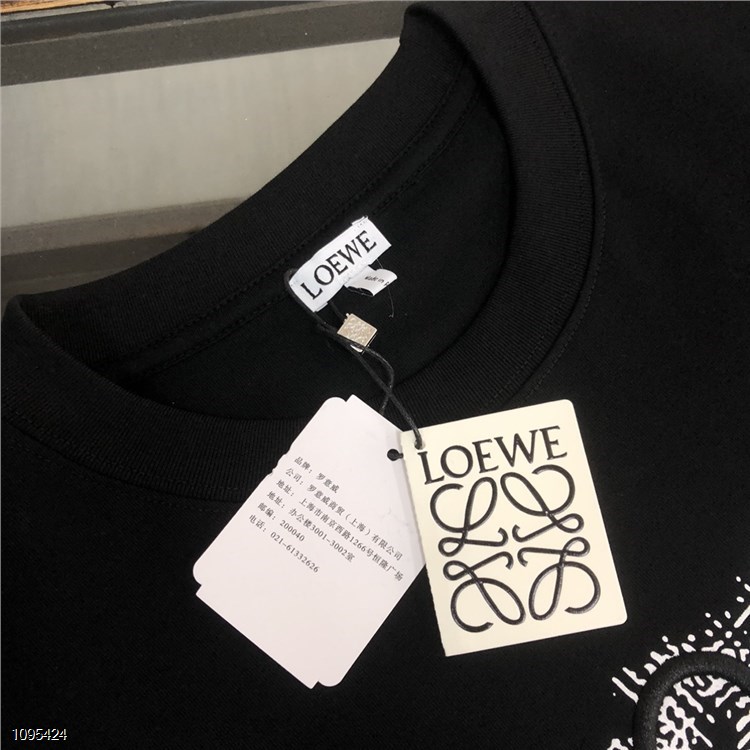 LOEWE
LOEWE
品牌：罗意威
公司：罗意威商贸（上海）有限公司
地址：上海市南京西路1266号恒隆广场
地址：办公楼3001-3002室
邮编：200040
电话：021-61332626
1095424